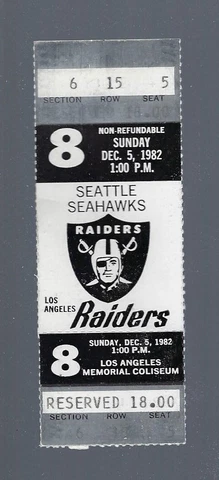 6 15 5
SECTION ROW SEAT
8
NON-REFUNDABLE
SUNDAY
DEC. 5, 1982
1:00 P.M.
SEATTLE
SEAHAWKS
RAIDERS
LOS
ANGELES
Raiders
8
SUNDAY, DEC. 5, 1982
1:00 P.M.
LOS ANGELES
MEMORIAL COLISEUM
RESERVED 18.00
SECTION ROW SEAT